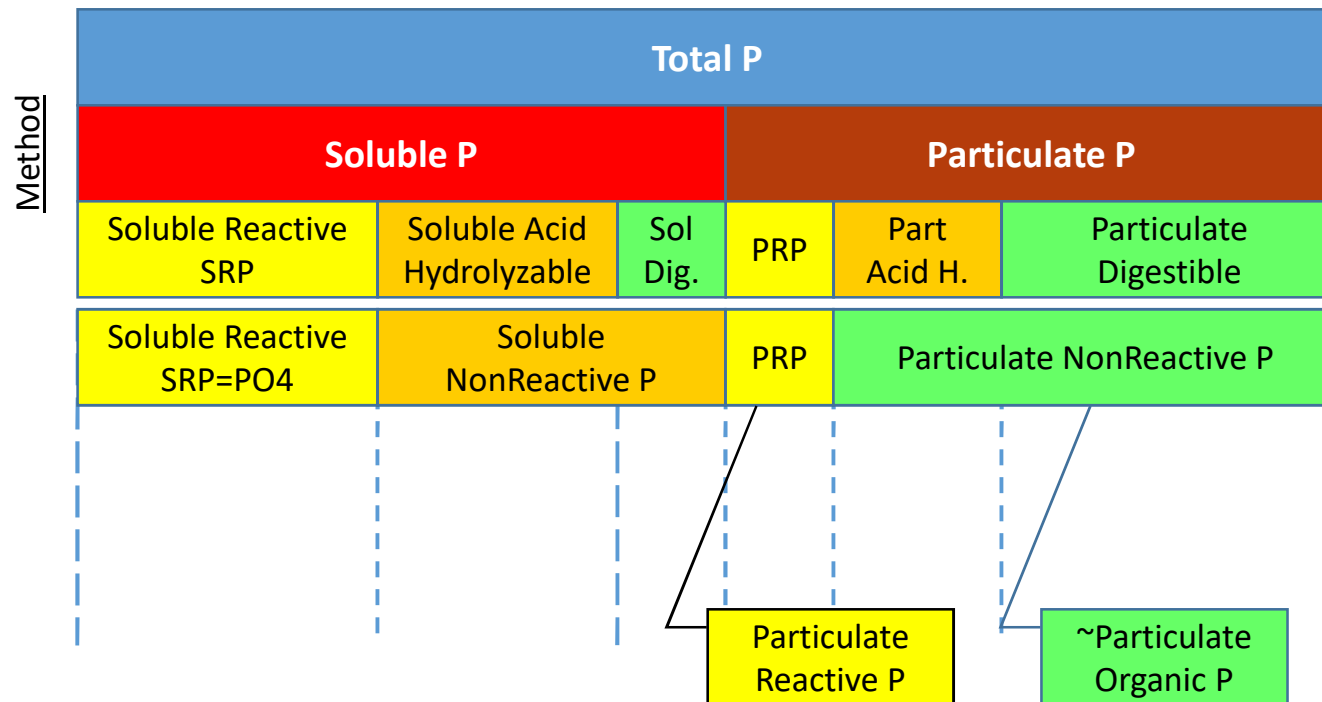 Method
Total P
Soluble P
Particulate P
Soluble Reactive
SRP
Soluble Acid
Hydrolyzable
Sol
Dig.
PRP
Part
Acid H.
Particulate
Digestible
Soluble Reactive
SRP=PO4
Soluble
NonReactive P
PRP
Particulate NonReactive P
Particulate
Reactive P
~Particulate
Organic P